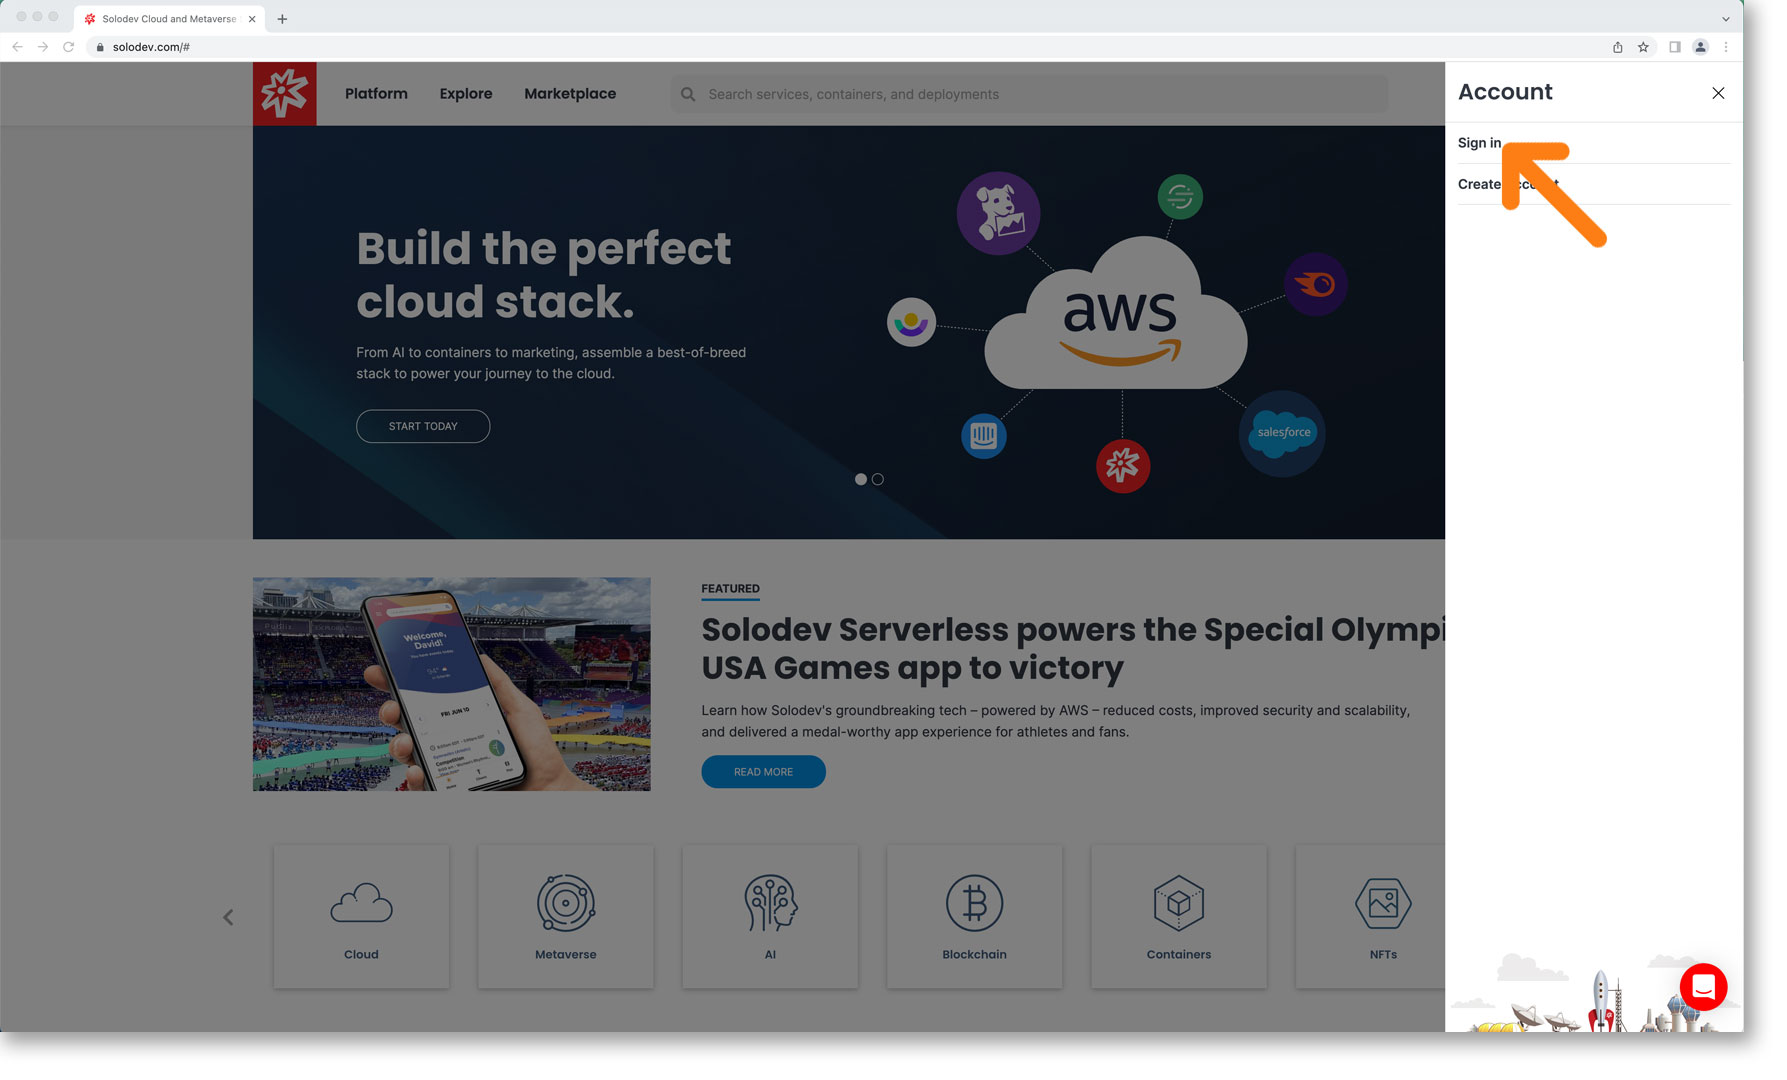 Solodev Cloud and Metaverse
solodev.com/#
Platform
Explore
Marketplace
Search services, containers, and deployments
Account
Sign in
Create
Build the perfect
cloud stack.
From AI to containers to marketing, assemble a best-of-breed
stack to power your journey to the cloud.
START TODAY
aws
salesforce
Welcome,
David!
FRI JUN 10
Competition
FEATURED
Solodev Serverless powers the Special Olympi
USA Games app to victory
Learn how Solodev's groundbreaking tech – powered by AWS – reduced costs, improved security and scalability,
and delivered a medal-worthy app experience for athletes and fans.
READ MORE
Cloud
Metaverse
AI
Blockchain
Containers
NFTs